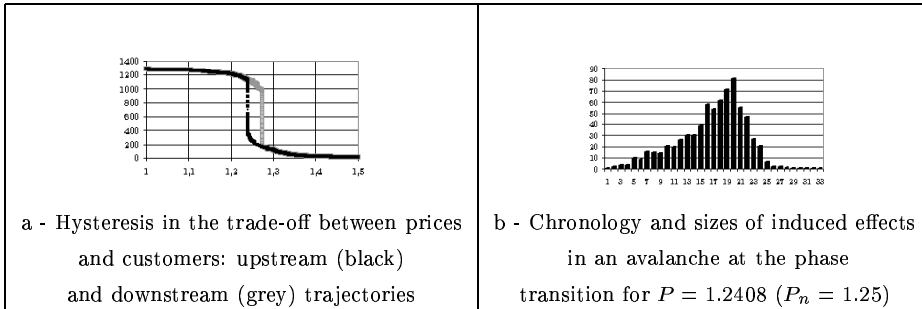 1400
1200
1000
800
600
400
200
0
1 1,1 1,2 1,3 1,4 1,5
a - Hysteresis in the trade-off between prices
and customers: upstream (black)
and downstream (grey) trajectories
90
80
70
60
50
40
30
20
10
0
1 3 5 7 9 11 13 15 17 19 21 23 25 27 29 31 33
b - Chronology and sizes of induced effects
in an avalanche at the phase
transition for P = 1.2408 (Pn = 1.25)